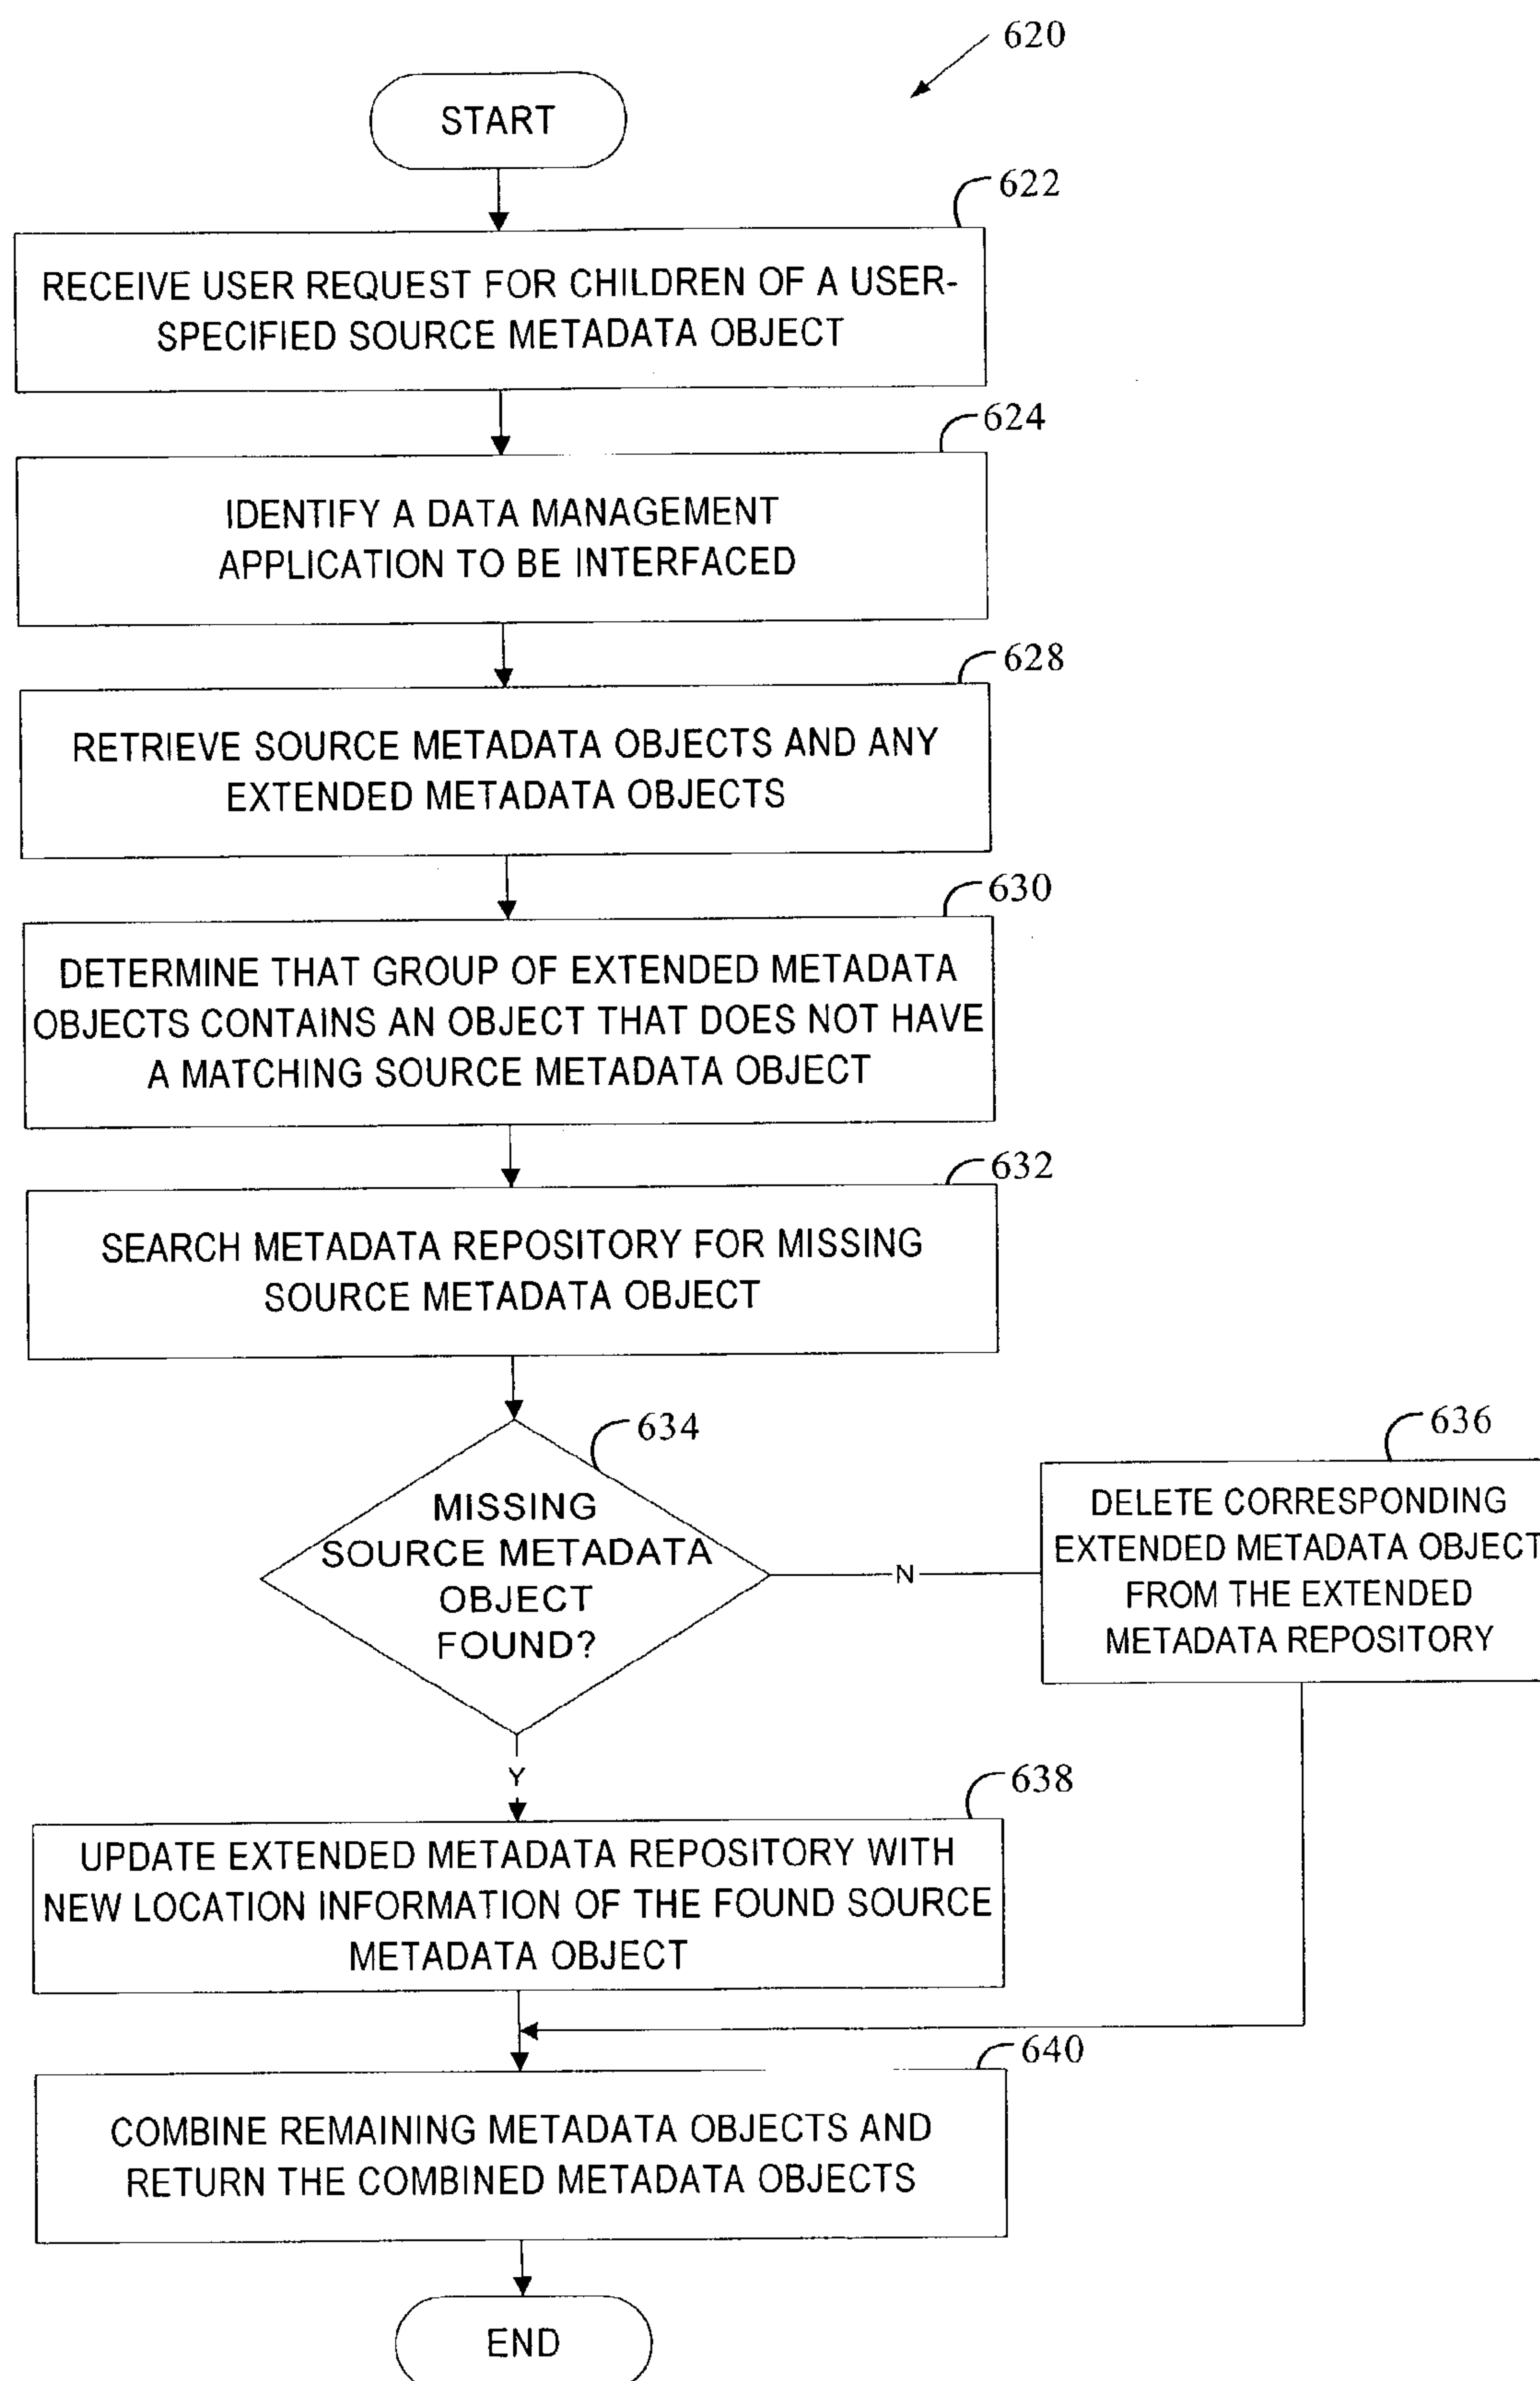 620
START
622
RECEIVE USER REQUEST FOR CHILDREN OF A USER-
SPECIFIED SOURCE METADATA OBJECT
624
IDENTIFY A DATA MANAGEMENT
APPLICATION TO BE INTERFACED
628
RETRIEVE SOURCE METADATA OBJECTS AND ANY
EXTENDED METADATA OBJECTS
630
DETERMINE THAT GROUP OF EXTENDED METADATA
OBJECTS CONTAINS AN OBJECT THAT DOES NOT HAVE
A MATCHING SOURCE METADATA OBJECT
632
SEARCH METADATA REPOSITORY FOR MISSING
SOURCE METADATA OBJECT
634
MISSING
SOURCE METADATA
OBJECT
FOUND?
N
636
DELETE CORRESPONDING
EXTENDED METADATA OBJECT
FROM THE EXTENDED
METADATA REPOSITORY
Y
638
UPDATE EXTENDED METADATA REPOSITORY WITH
NEW LOCATION INFORMATION OF THE FOUND SOURCE
METADATA OBJECT
640
COMBINE REMAINING METADATA OBJECTS AND
RETURN THE COMBINED METADATA OBJECTS
END